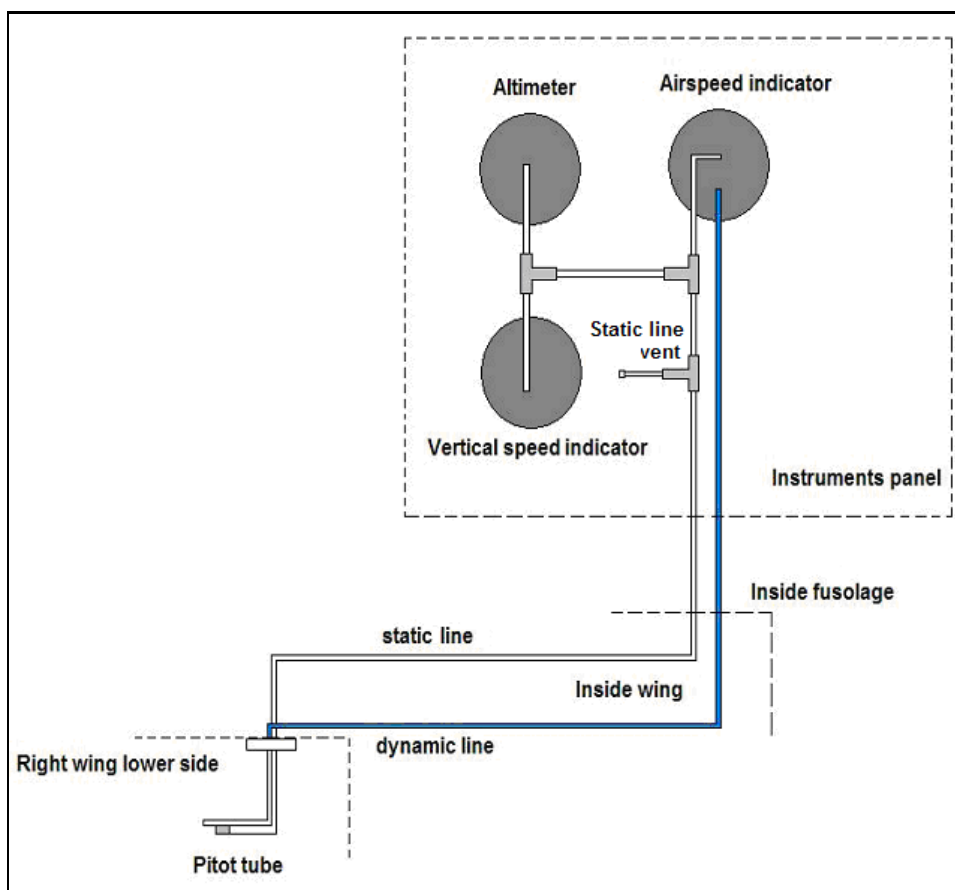 Altimeter
Airspeed indicator
Static line
vent
Vertical speed indicator
Instruments panel
Inside fusolage
static line
Inside wing
dynamic line
Right wing lower side
Pitot tube